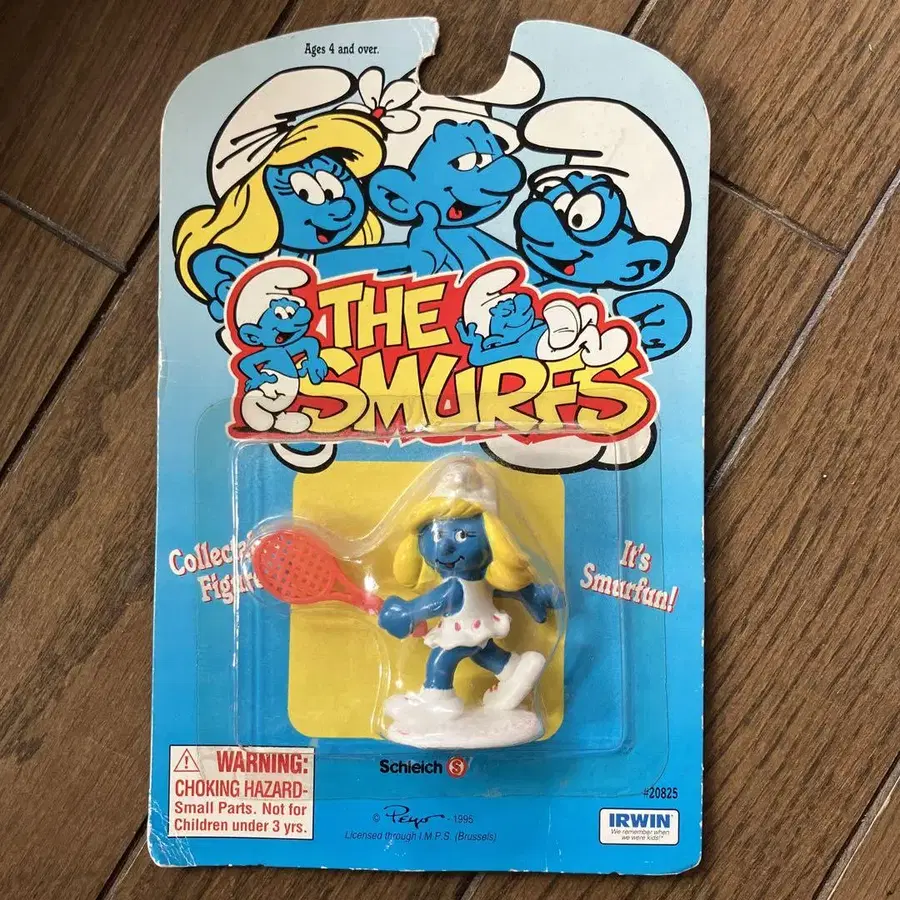 Ages 4 and over.
THE
SMURFS
It's
Smurfun!
WARNING:
CHOKING HAZARD-
Small Parts. Not for
Children under 3 yrs.
Schleich S
#20825
© Peyo - 1995
Licensed through I.M.P.S. (Brussels)
IRWIN
We remember when
we were kids!